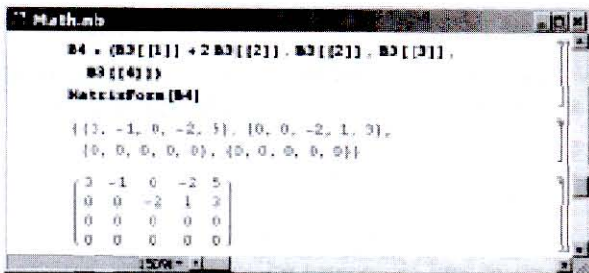 Math.nb
B4 = {B3[[1]] + 2 B3[[2]], B3[[2]], B3[[3]],
B3[[4]]}
MatrixForm[B4]
{{3, -1, 0, -2, 5}, {0, 0, -2, 1, 3},
{0, 0, 0, 0, 0}, {0, 0, 0, 0, 0}}
3 -1 0 -2 5
0 0 -2 1 3
0 0 0 0 0
0 0 0 0 0
150%